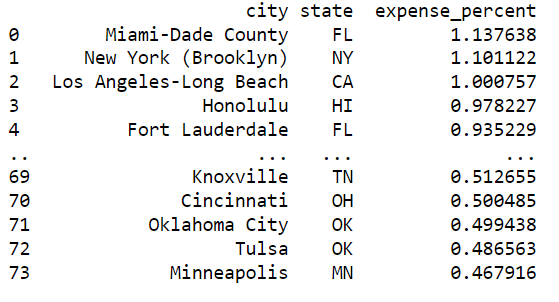 city state expense_percent
0 Miami-Dade County FL 1.137638
1 New York (Brooklyn) NY 1.101122
2 Los Angeles-Long Beach CA 1.000757
3 Honolulu HI 0.978227
4 Fort Lauderdale FL 0.935229
.. ... ... ...
69 Knoxville TN 0.512655
70 Cincinnati OH 0.500485
71 Oklahoma City OK 0.499438
72 Tulsa OK 0.486563
73 Minneapolis MN 0.467916